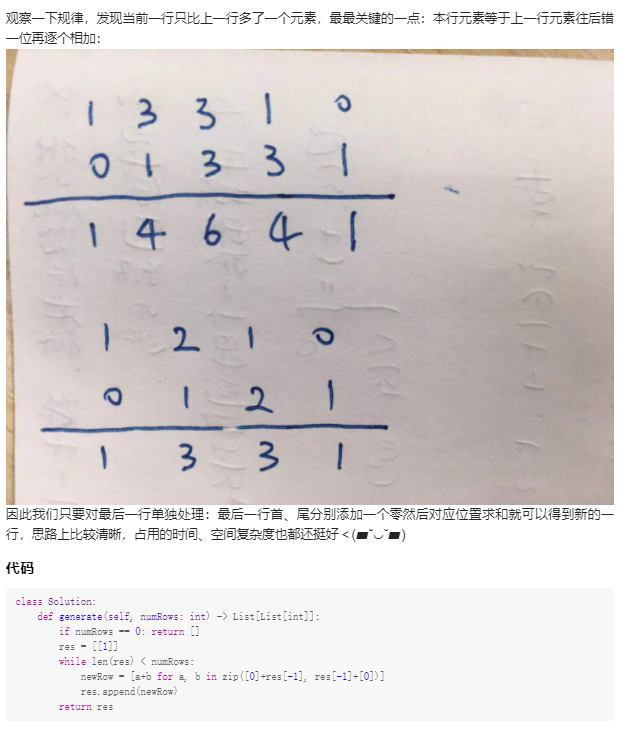 观察一下规律，发现当前一行只比上一行多了一个元素，最最关键的一点：本行元素等于上一行元素往后错
一位再逐个相加：
1 3 3 1 0
0 1 3 3 1
1 4 6 4 1
1 2 1 0
0 1 2 1
1 3 3 1
因此我们只要对最后一行单独处理：最后一行首、尾分别添加一个零然后对应位置求和就可以得到新的一
行，思路上比较清晰，占用的时间、空间复杂度也都还挺好＜(▰˘◡˘▰)
代码
class Solution:
    def generate(self, numRows: int) -> List[List[int]]:
        if numRows == 0: return []
        res = [[1]]
        while len(res) < numRows:
            newRow = [a+b for a, b in zip([0]+res[-1], res[-1]+[0])]
            res.append(newRow)
        return res